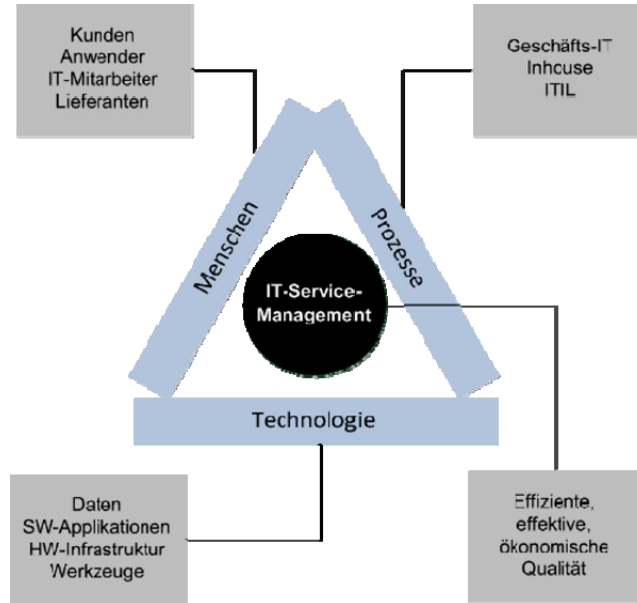 Kunden
Anwender
IT-Mitarbeiter
Lieferanten
Geschäfts-IT
Inhcuse
ITIL
Menschen
Prozesse
IT-Service-
Management
Technologie
Daten
SW-Applikationen
HW-Infrastruktur
Werkzeuge
Effiziente,
effektive,
ökonomische
Qualität